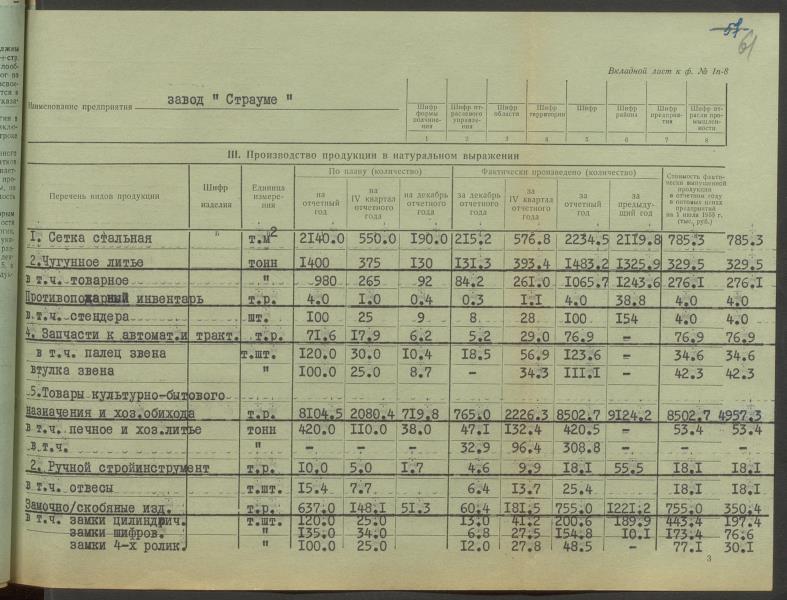 51
61
Вкладной лист к ф. № 1п-8
Наименование предприятия завод " Страуме "
Шифр формы подчинения | Шифр отраслевого управления | Шифр области | Шифр территории | Шифр | Шифр района | Шифр предприятия | Шифр отрасли промышленности
1 2 3 4 5 6 7 8
III. Производство продукции в натуральном выражении
Перечень видов продукции | Шифр изделия | Единица измерения | По плану (количество) | Фактически произведено (количество) | Стоимость фактически выпущенной продукции в отчетном году в оптовых ценах предприятий на 1 июля 1955 г. (тыс. руб.)
на отчетный год | на IV квартал отчетного года | на декабрь отчетного года | за декабрь отчетного года | за IV квартал отчетного года | за отчетный год | за предыдущий год
I. Сетка стальная " т.м2 2I40.0 550.0 I90.0 2I5.2 576.8 2234.5 2II9.8 785.3 785.3
2.Чугунное литье тонн I400 375 I30 I3I.3 393.4 I483.2 I325.9 329.5 329.5
в т.ч. товарное " 980 265 92 84.2 26I.0 I065.7 I243.6 276.I 276.I
Противопожарный инвентарь т.р. 4.0 I.0 0.4 0.3 I.I 4.0 38.8 4.0 4.0
в.т.ч. стендера шт. I00 25 9 8 28 I00 I54 4.0 4.0
4. Запчасти к автомат.и тракт. т.р. 7I.6 I7.9 6.2 5.2 29.0 76.9 – 76.9 76.9
в т.ч. палец звена т.шт. I20.0 30.0 I0.4 I8.5 56.9 I23.6 – 34.6 34.6
втулка звена " I00.0 25.0 8.7 – 34.3 III.I – 42.3 42.3
5.Товары культурно-бытового
назначения и хоз.обихода т.р. 8I04.5 2080.4 7I9.8 765.0 2226.3 8502.7 9I24.2 8502.7 4957.3
в т.ч. печное и хоз.литье тонн 420.0 II0.0 38.0 47.I I32.4 420.5 – 53.4 53.4
в.т.ч. " – – – 32.9 96.4 308.8
2. Ручной стройинструмент т.р. I0.0 5.0 I.7 4.6 9.9 I8.I 55.5 I8.I I8.I
в т.ч. отвесы т.шт. I5.4 7.7 6.4 I3.7 25.4 I8.I I8.I
Замочно/скобяные изд. т.р. 637.0 I48.I 5I.3 60.4 I8I.5 755.0 I22I.2 755.0 350.4
в т.ч. замки цилиндрич. т.шт. I20.0 25.0 I3.0 4I.2 200.6 I89.9 443.4 I97.4
замки шифров. " I35.0 34.0 6.8 27.5 I54.8 I0.I I73.4 76.6
замки 4-х ролик. " I00.0 25.0 I2.0 27.8 48.5 – 77.I 30.I
3